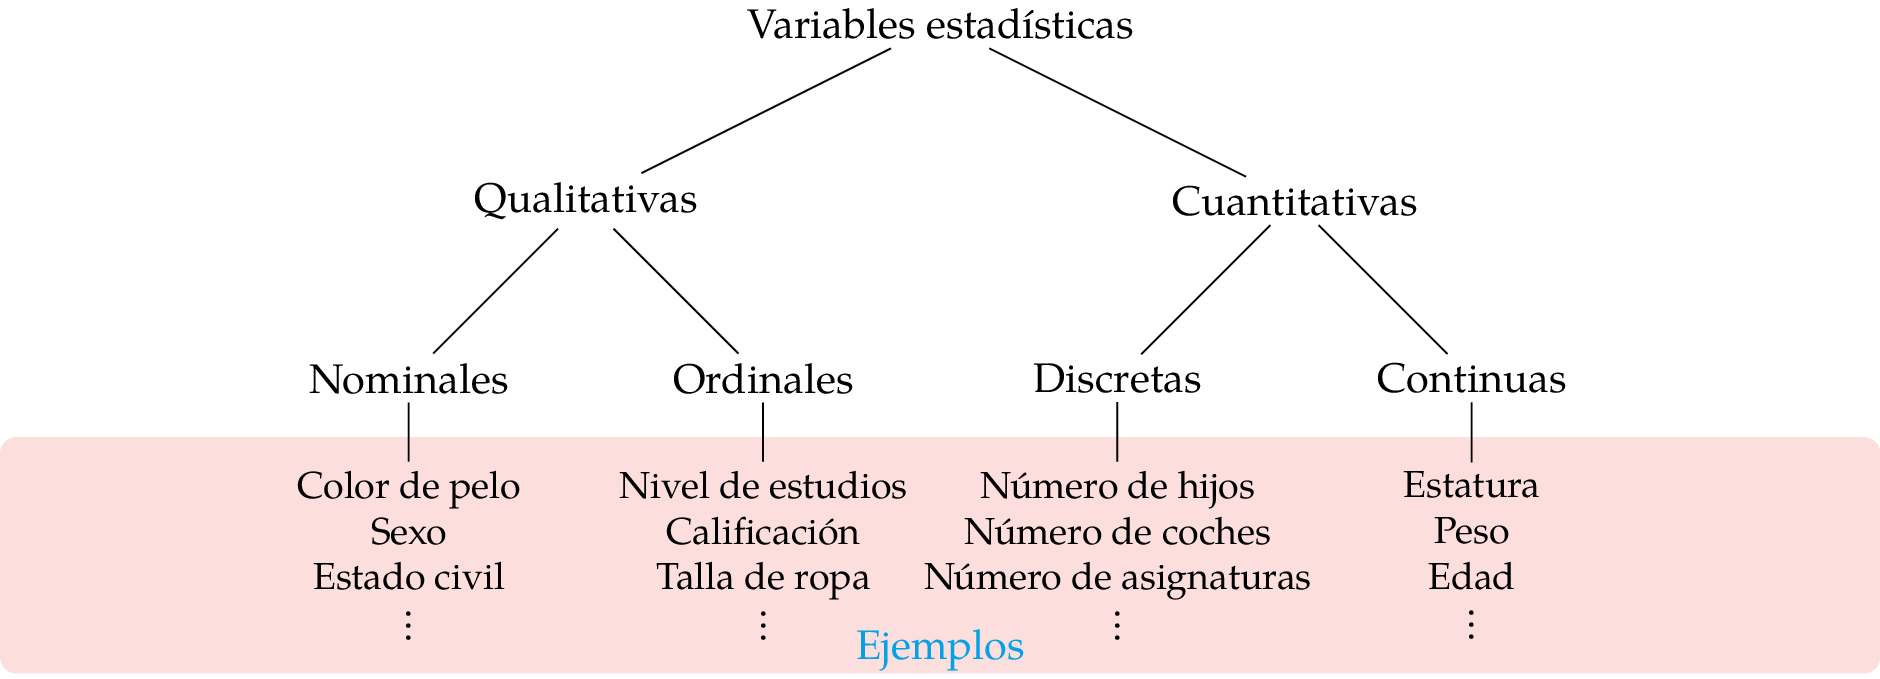 Variables estadísticas
Qualitativas
Cuantitativas
Nominales
Ordinales
Discretas
Continuas
Color de pelo
Sexo
Estado civil
⋮
Nivel de estudios
Calificación
Talla de ropa
⋮
Número de hijos
Número de coches
Número de asignaturas
⋮
Estatura
Peso
Edad
⋮
Ejemplos